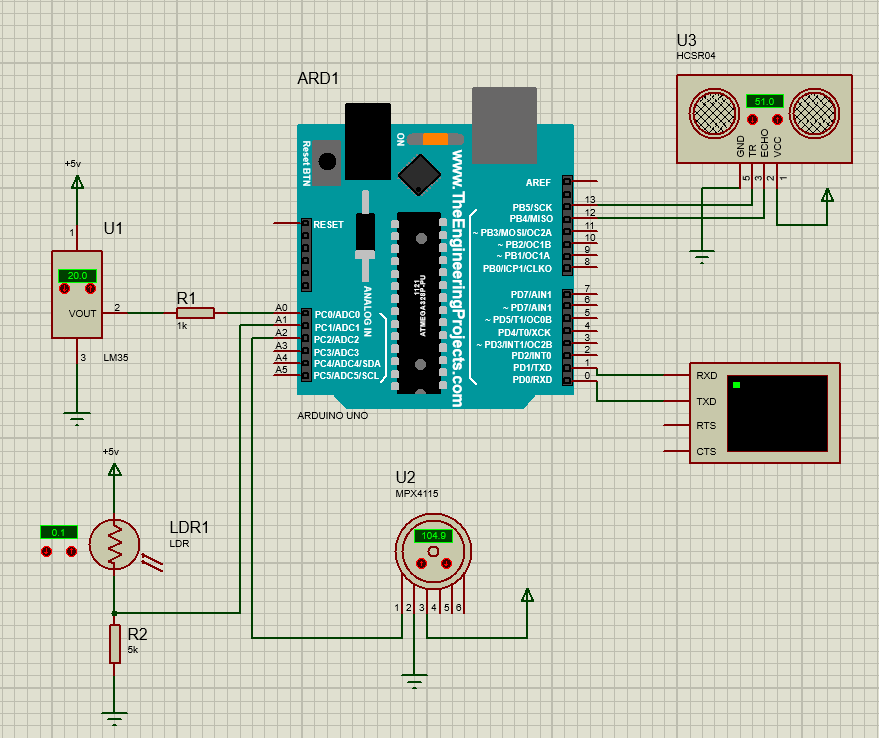 U3
HCSR04
51.0
GND
TR
ECHO
VCC
5
3
2
1
ARD1
Reset BTN
ON
www.TheEngineeringProjects.com
RESET
ANALOG IN
1121
ATMEGA328P-PU
AREF
PB5/SCK 13
PB4/MISO 12
~ PB3/MOSI/OC2A 11
~ PB2/OC1B 10
~ PB1/OC1A 9
PB0/ICP1/CLKO 8
PD7/AIN1 7
~ PD7/AIN1 6
~ PD5/T1/OC0B 5
PD4/T0/XCK 4
~ PD3/INT1/OC2B 3
PD2/INT0 2
PD1/TXD 1
PD0/RXD 0
A0 PC0/ADC0
A1 PC1/ADC1
A2 PC2/ADC2
A3 PC3/ADC3
A4 PC4/ADC4/SDA
A5 PC5/ADC5/SCL
ARDUINO UNO
+5v
U1
1
20.0
VOUT
2
3
LM35
R1
1k
RXD
TXD
RTS
CTS
+5v
LDR1
LDR
0.1
R2
5k
U2
MPX4115
104.9
1 2 3 4 5 6